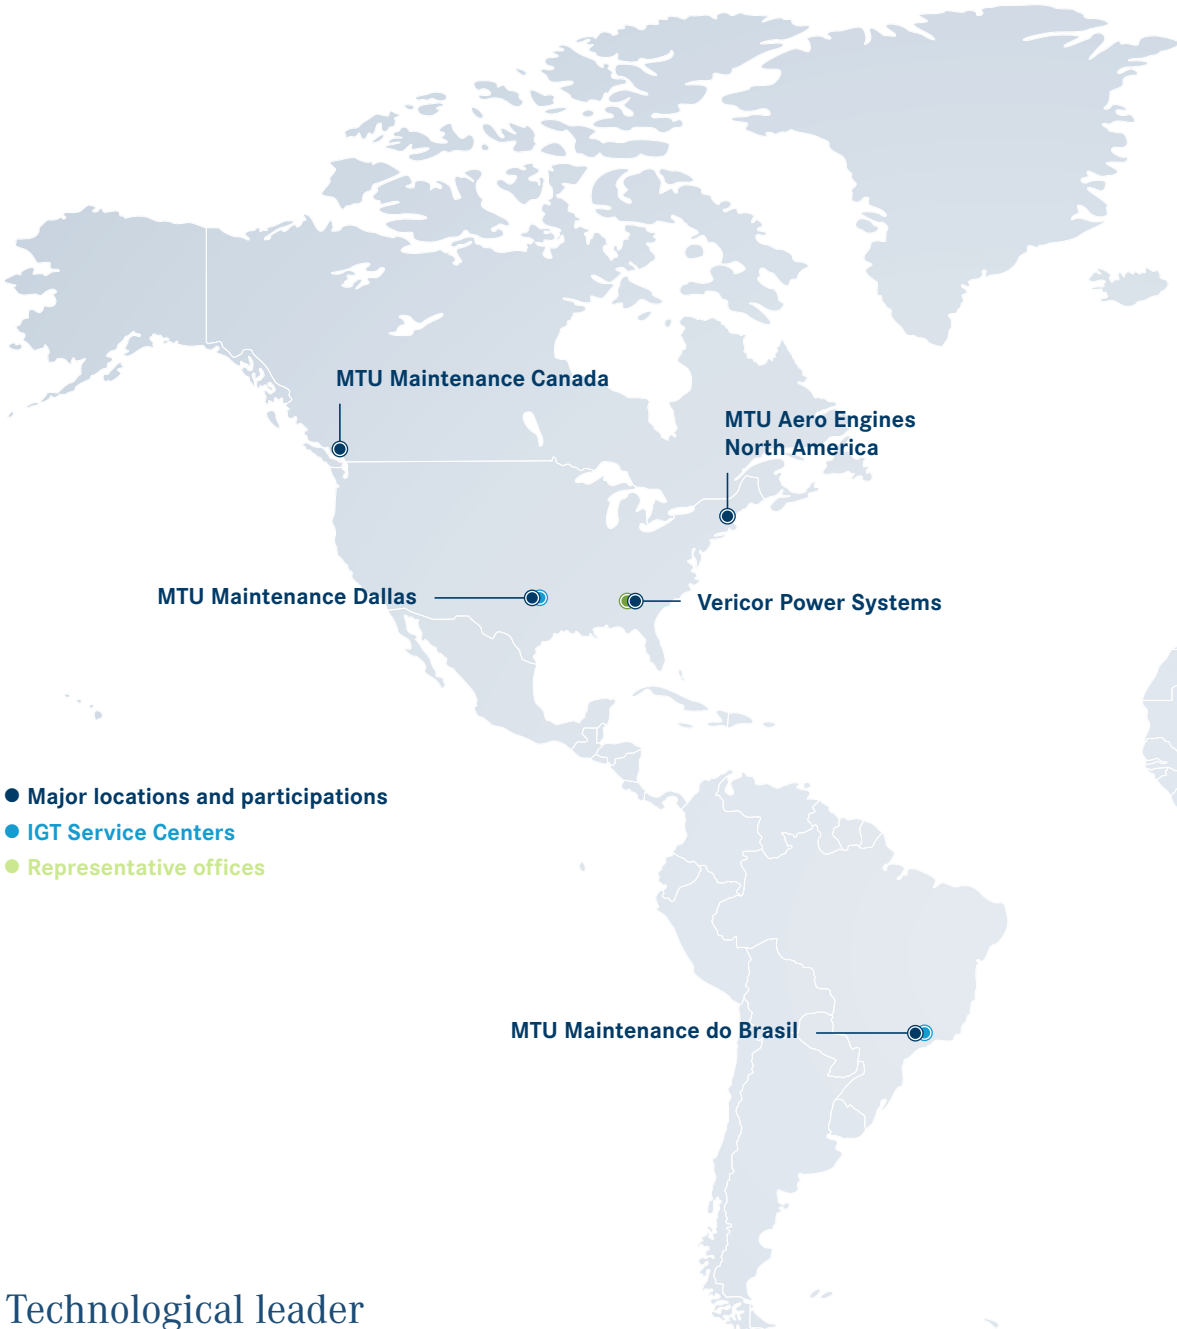 MTU Maintenance Canada
MTU Aero Engines
North America
MTU Maintenance Dallas
Vericor Power Systems
Major locations and participations
IGT Service Centers
Representative offices
MTU Maintenance do Brasil
Technological leader